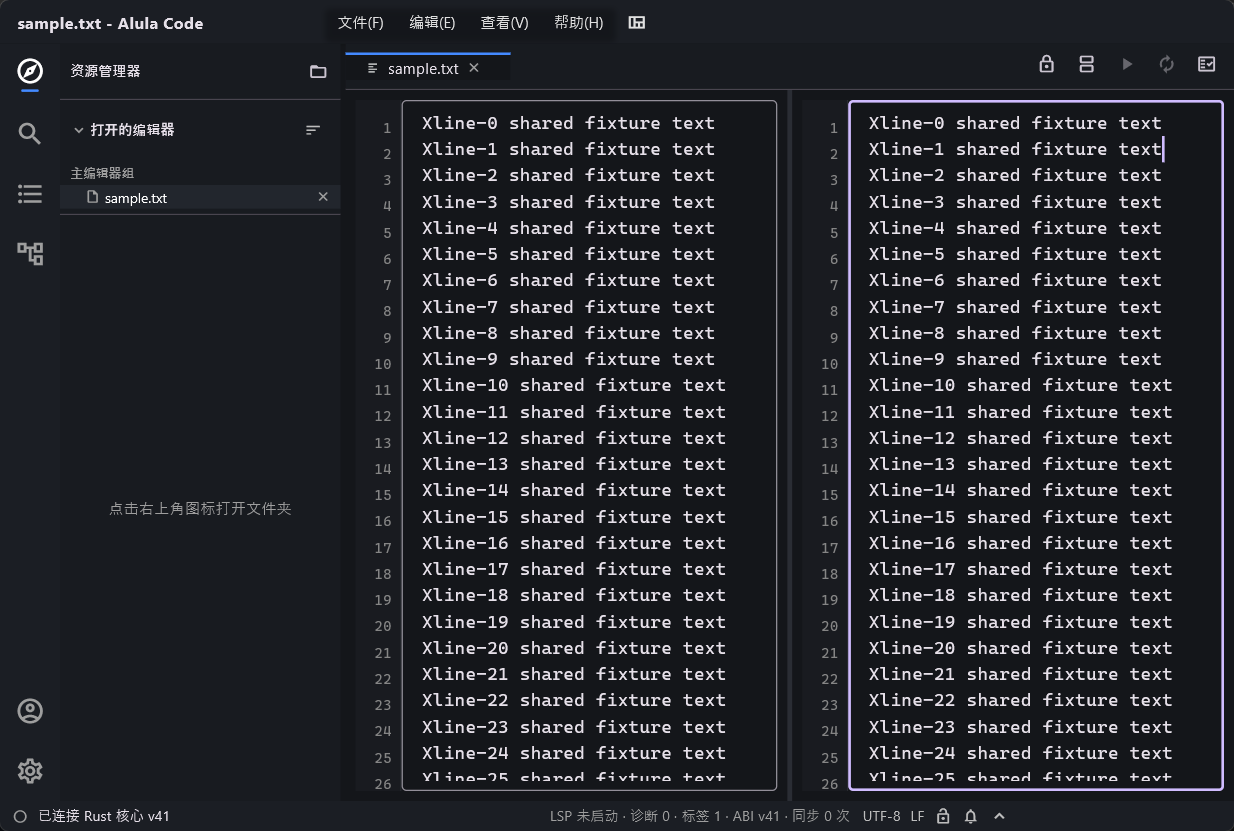 sample.txt - Alula Code
文件(F) 编辑(E) 查看(V) 帮助(H)
资源管理器
打开的编辑器
主编辑器组
sample.txt
点击右上角图标打开文件夹
sample.txt
1 Xline-0 shared fixture text
2 Xline-1 shared fixture text
3 Xline-2 shared fixture text
4 Xline-3 shared fixture text
5 Xline-4 shared fixture text
6 Xline-5 shared fixture text
7 Xline-6 shared fixture text
8 Xline-7 shared fixture text
9 Xline-8 shared fixture text
10 Xline-9 shared fixture text
11 Xline-10 shared fixture text
12 Xline-11 shared fixture text
13 Xline-12 shared fixture text
14 Xline-13 shared fixture text
15 Xline-14 shared fixture text
16 Xline-15 shared fixture text
17 Xline-16 shared fixture text
18 Xline-17 shared fixture text
19 Xline-18 shared fixture text
20 Xline-19 shared fixture text
21 Xline-20 shared fixture text
22 Xline-21 shared fixture text
23 Xline-22 shared fixture text
24 Xline-23 shared fixture text
25 Xline-24 shared fixture text
26 Xline-25 shared fixture text
1 Xline-0 shared fixture text
2 Xline-1 shared fixture text
3 Xline-2 shared fixture text
4 Xline-3 shared fixture text
5 Xline-4 shared fixture text
6 Xline-5 shared fixture text
7 Xline-6 shared fixture text
8 Xline-7 shared fixture text
9 Xline-8 shared fixture text
10 Xline-9 shared fixture text
11 Xline-10 shared fixture text
12 Xline-11 shared fixture text
13 Xline-12 shared fixture text
14 Xline-13 shared fixture text
15 Xline-14 shared fixture text
16 Xline-15 shared fixture text
17 Xline-16 shared fixture text
18 Xline-17 shared fixture text
19 Xline-18 shared fixture text
20 Xline-19 shared fixture text
21 Xline-20 shared fixture text
22 Xline-21 shared fixture text
23 Xline-22 shared fixture text
24 Xline-23 shared fixture text
25 Xline-24 shared fixture text
26 Xline-25 shared fixture text
已连接 Rust 核心 v41 LSP 未启动 · 诊断 0 · 标签 1 · ABI v41 · 同步 0 次 UTF-8 LF